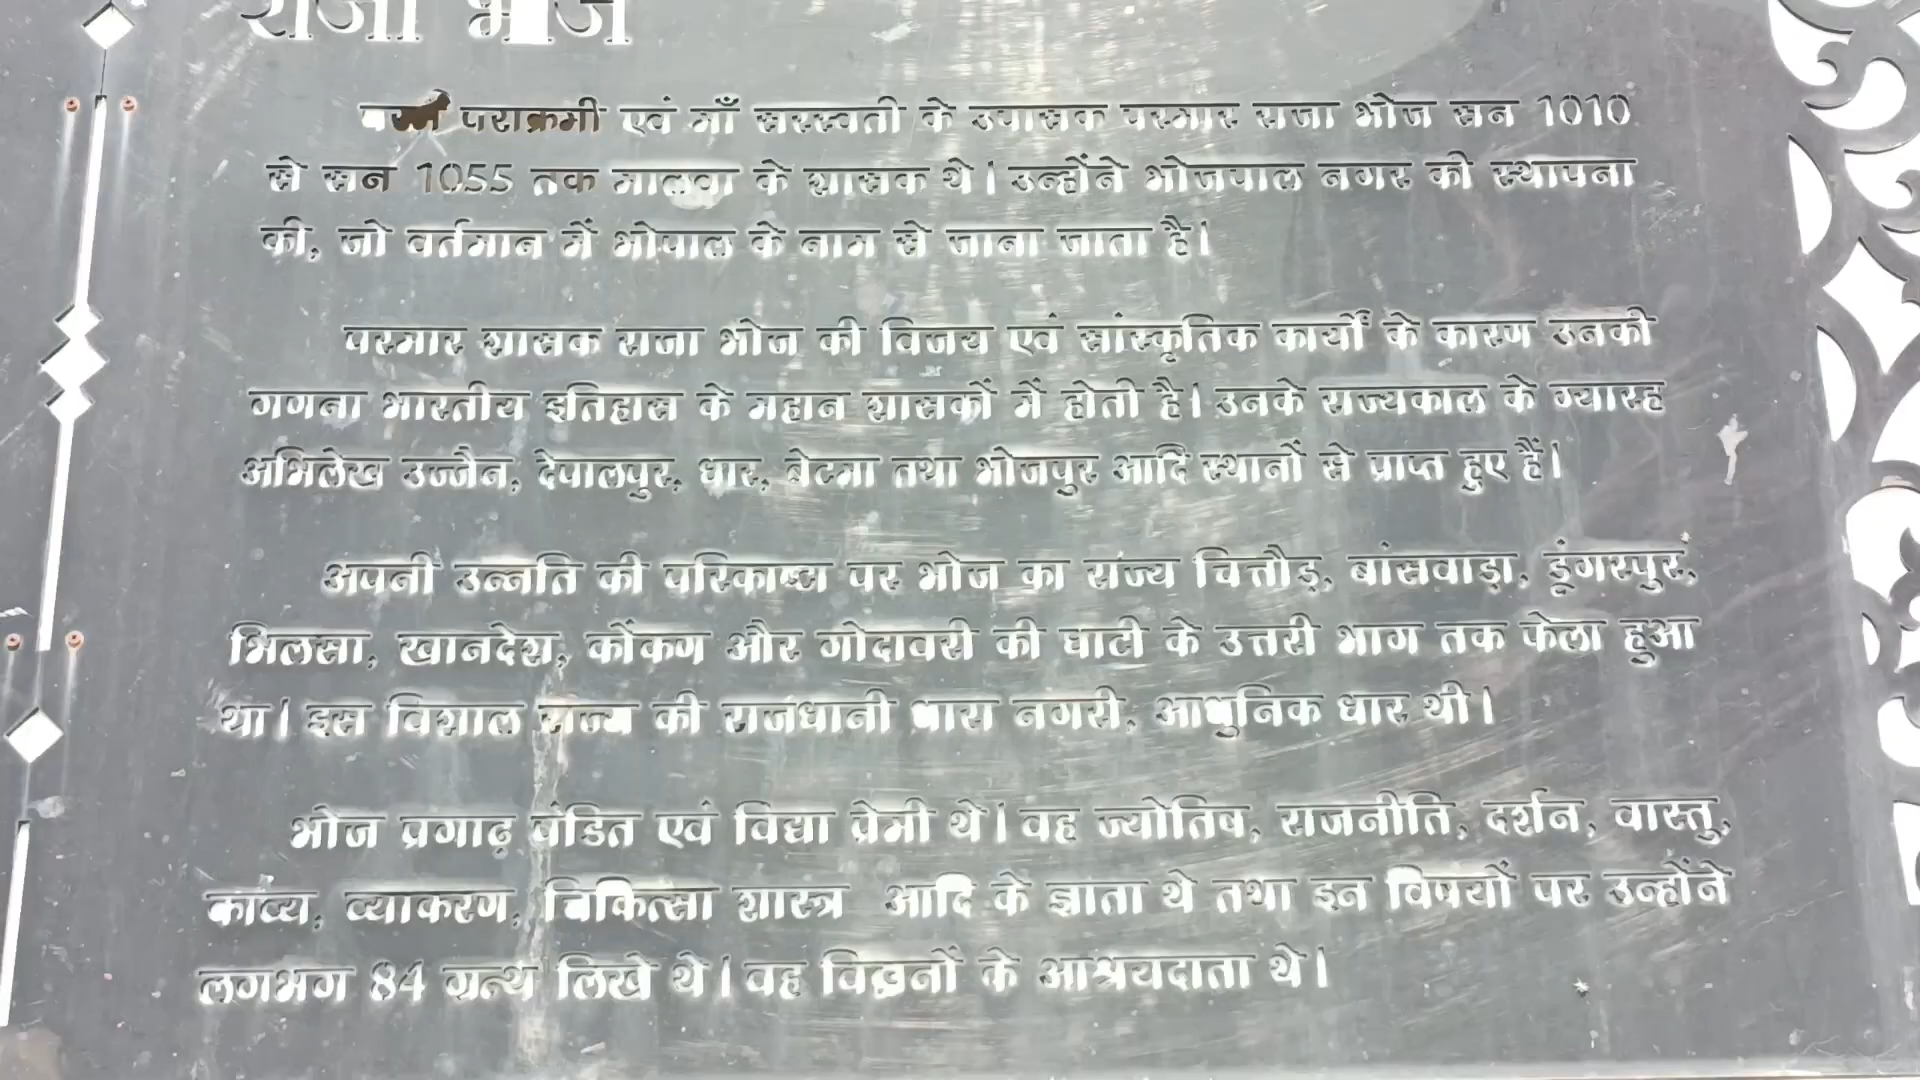 राजा भोज
परम पराक्रमी एवं माँ सरस्वती के उपासक परमार राजा भोज सन 1010
से सन 1055 तक मालवा के शासक थे। उन्होंने भोजपाल नगर की स्थापना
की, जो वर्तमान में भोपाल के नाम से जाना जाता है।
परमार शासक राजा भोज की विजय एवं सांस्कृतिक कार्यों के कारण उनकी
गणना भारतीय इतिहास के महान शासकों में होती है। उनके राज्यकाल के ग्यारह
अभिलेख उज्जैन, देपालपुर, धार, बेटमा तथा भोजपुर आदि स्थानों से प्राप्त हुए हैं।
अपनी उन्नति की परिकाष्ठा पर भोज का राज्य चित्तौड़, बांसवाड़ा, डूंगरपुर,
भिलसा, खानदेश, कोंकण और गोदावरी की घाटी के उत्तरी भाग तक फेला हुआ
था। इस विशाल राज्य की राजधानी धारा नगरी, आधुनिक धार थी।
भोज प्रगाढ़ पंडित एवं विद्या प्रेमी थे। वह ज्योतिष, राजनीति, दर्शन, वास्तु,
काव्य, व्याकरण, चिकित्सा शास्त्र आदि के ज्ञाता थे तथा इन विषयों पर उन्होंने
लगभग 84 ग्रन्थ लिखे थे। वह विद्वानों के आश्रयदाता थे।